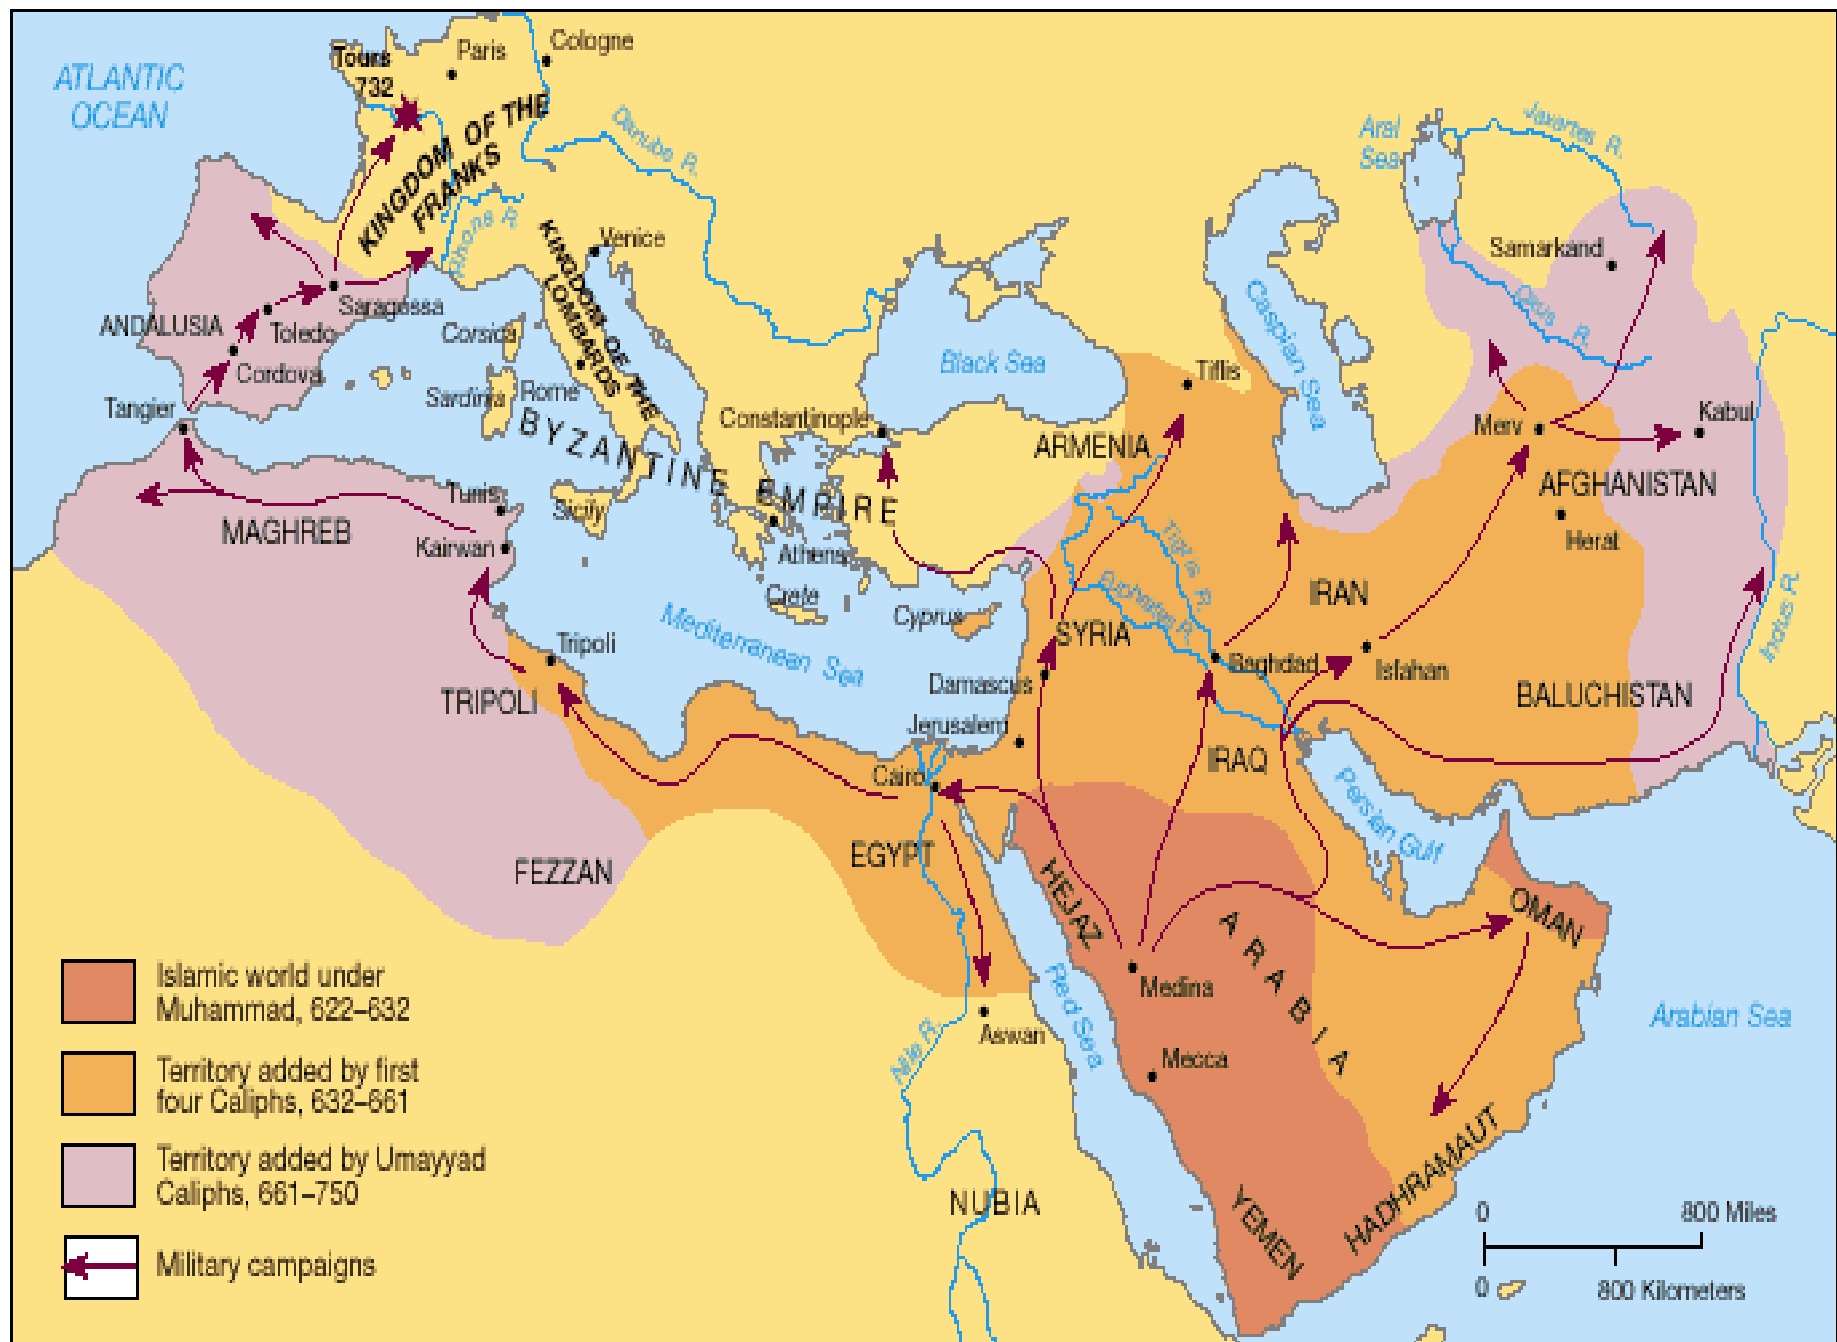 ATLANTIC
OCEAN
Tours
732
Paris
Cologne
KINGDOM OF THE
FRANKS
Danube R.
Rhone R.
Venice
KINGDOM OF THE
LOMBARDS
Aral
Sea
Jaxartes R.
Samarkand
Oxus R.
Caspian Sea
Black Sea
Tiflis
ANDALUSIA
Saragossa
Toledo
Cordova
Tangier
Corsica
Sardinia
Rome
BYZANTINE EMPIRE
Constantinople
ARMENIA
Merv
Kabul
AFGHANISTAN
Herat
MAGHREB
Tunis
Kairwan
Sicily
Athens
Crete
Cyprus
Mediterranean Sea
Tigris R.
Euphates R.
SYRIA
IRAN
Indus R.
Tripoli
TRIPOLI
Damascus
Jerusalem
Baghdad
Isfahan
BALUCHISTAN
IRAQ
Cairo
EGYPT
FEZZAN
Persian Gulf
HEJAZ
ARABIA
OMAN
Medina
Mecca
Red Sea
Aswan
Nile R.
NUBIA
YEMEN
HADHRAMAUT
Arabian Sea
Islamic world under
Muhammad, 622–632
Territory added by first
four Caliphs, 632–661
Territory added by Umayyad
Caliphs, 661–750
Military campaigns
0 800 Miles
0 800 Kilometers